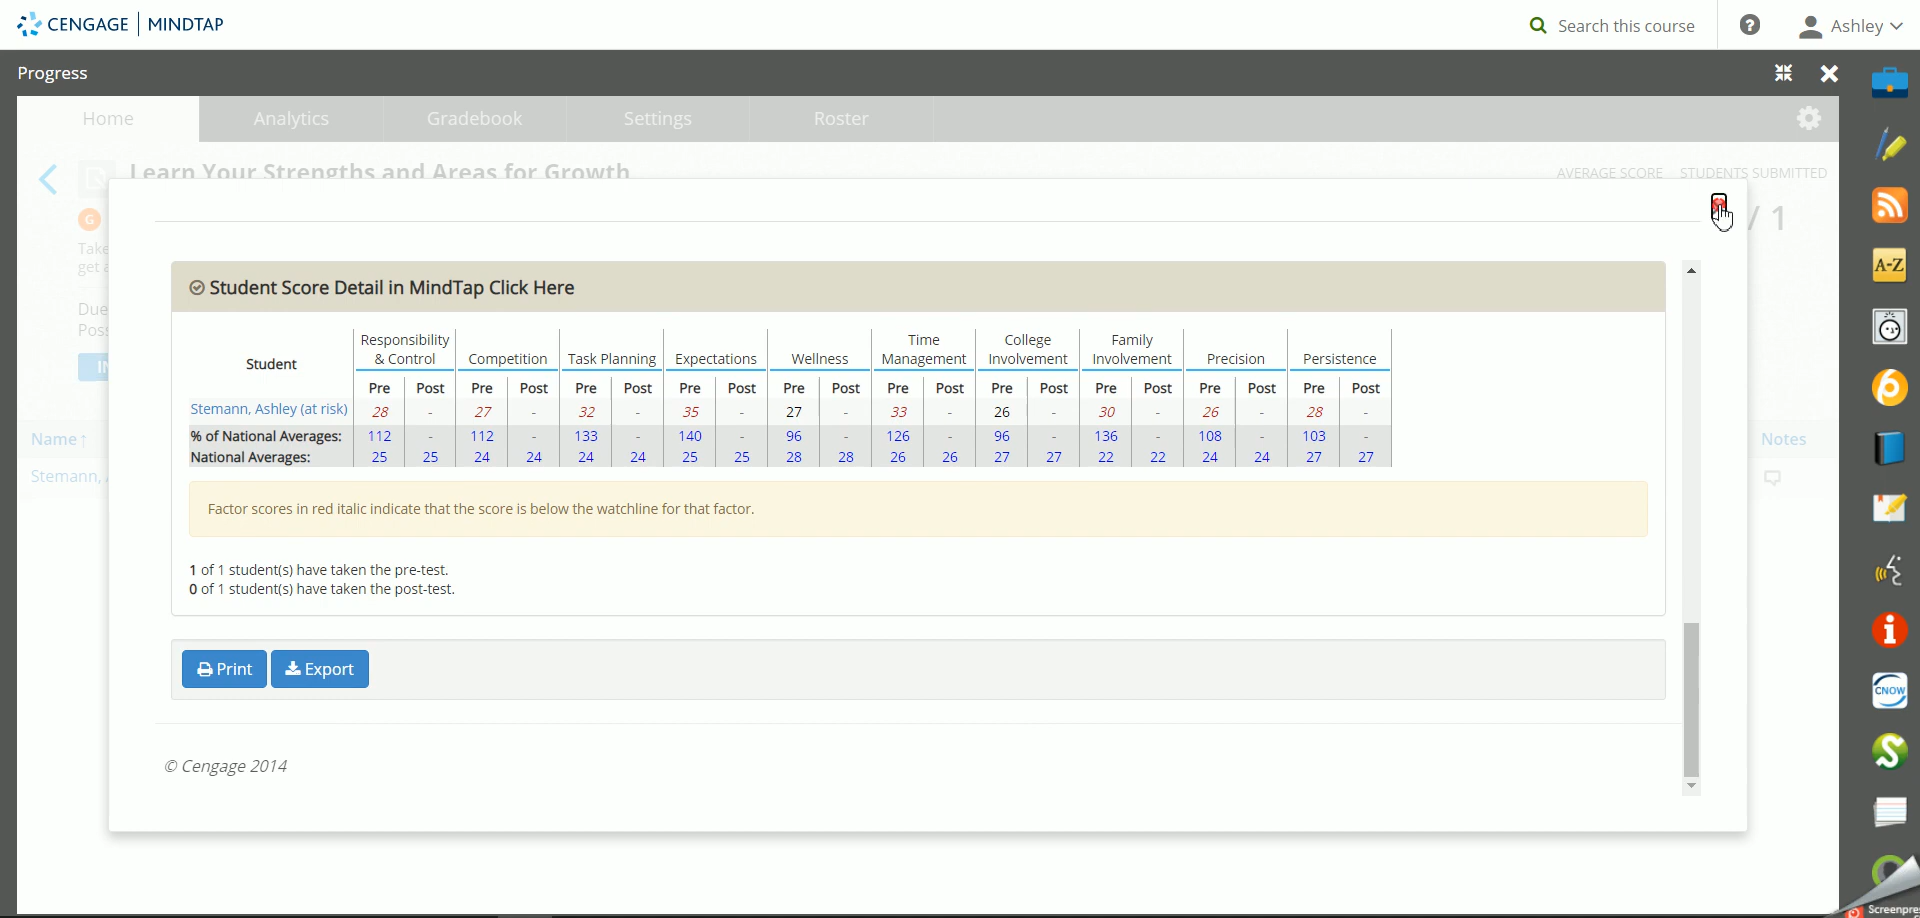 CENGAGE | MINDTAP
Search this course
Ashley
Progress
Home Analytics Gradebook Settings Roster
Learn Your Strengths and Areas for Growth
AVERAGE SCORE STUDENTS SUBMITTED
G
/ 1
Take
get
Due
Poss
Student Score Detail in MindTap Click Here
Responsibility Time College Family
Student & Control Competition Task Planning Expectations Wellness Management Involvement Involvement Precision Persistence
Pre Post Pre Post Pre Post Pre Post Pre Post Pre Post Pre Post Pre Post Pre Post Pre Post
Stemann, Ashley (at risk) 28 - 27 - 32 - 35 - 27 - 33 - 26 - 30 - 26 - 28 -
% of National Averages: 112 - 112 - 133 - 140 - 96 - 126 - 96 - 136 - 108 - 103 -
National Averages: 25 25 24 24 24 24 25 25 28 28 26 26 27 27 22 22 24 24 27 27
Name↑
Notes
Stemann,
Factor scores in red italic indicate that the score is below the watchline for that factor.
1 of 1 student(s) have taken the pre-test.
0 of 1 student(s) have taken the post-test.
Print Export
© Cengage 2014
A-Z
CNOW
Screenpre